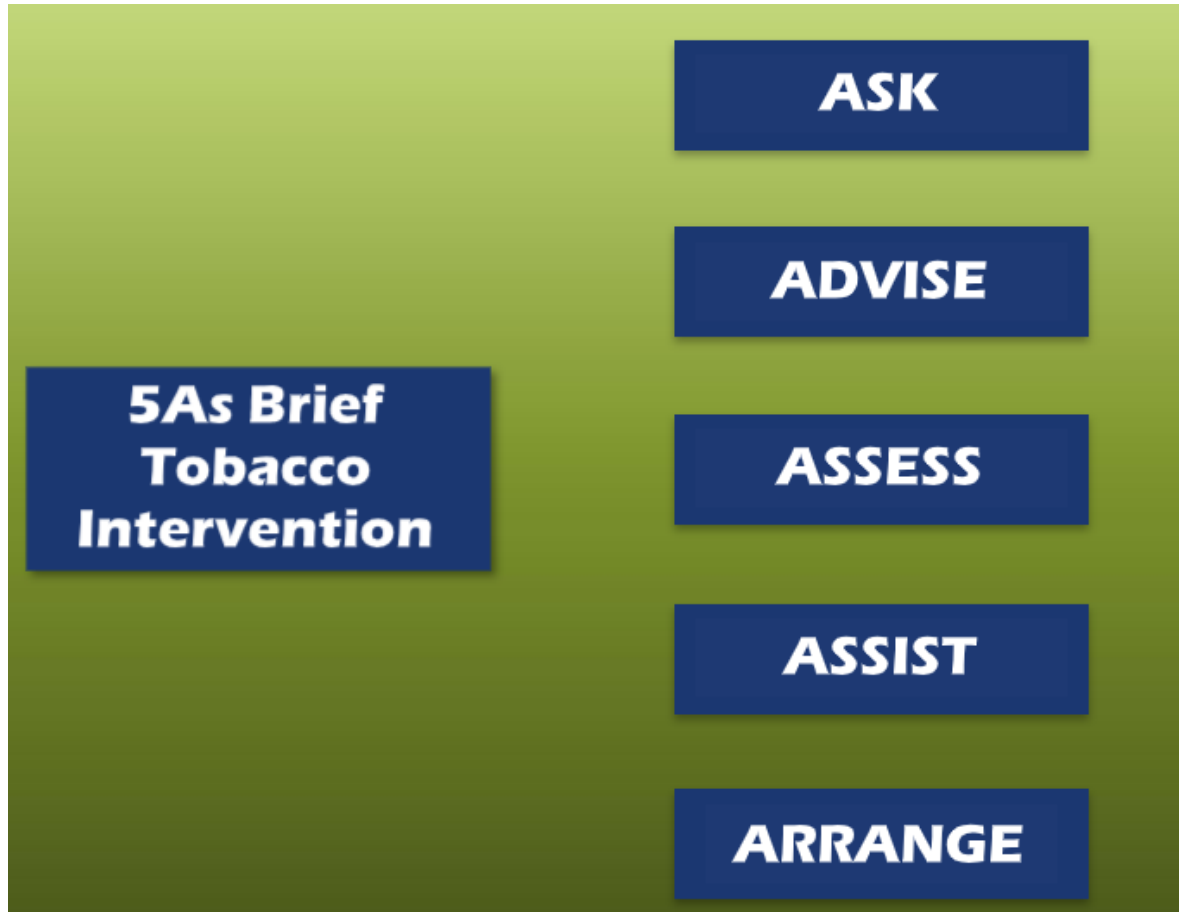 5As Brief
Tobacco
Intervention
ASK
ADVISE
ASSESS
ASSIST
ARRANGE